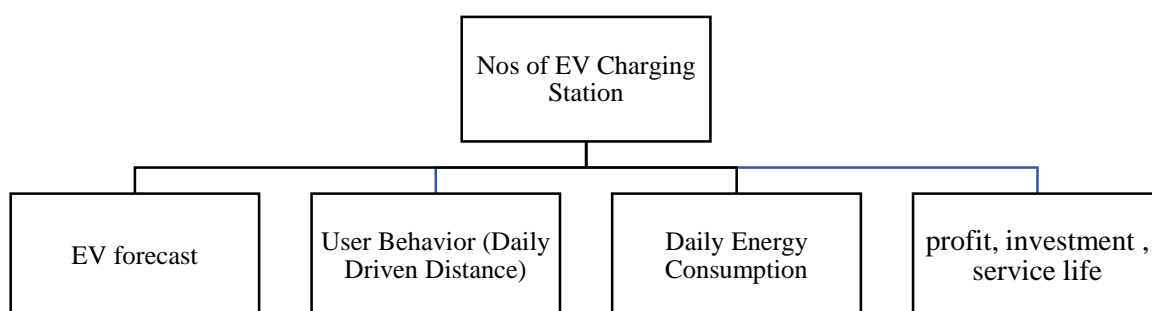 Nos of EV Charging
Station
EV forecast
User Behavior (Daily
Driven Distance)
Daily Energy
Consumption
profit, investment ,
service life